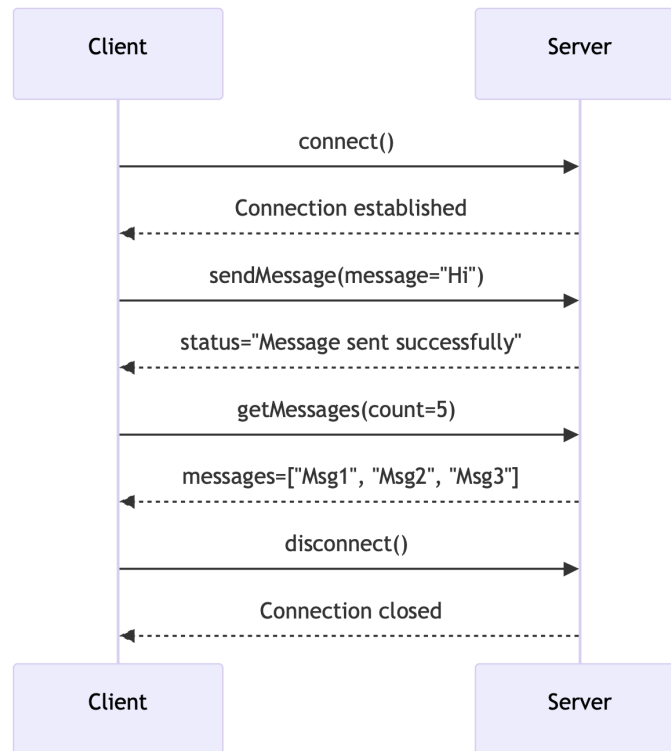 Client
Server
connect()
Connection established
sendMessage(message="Hi")
status="Message sent successfully"
getMessages(count=5)
messages=["Msg1", "Msg2", "Msg3"]
disconnect()
Connection closed
Client
Server